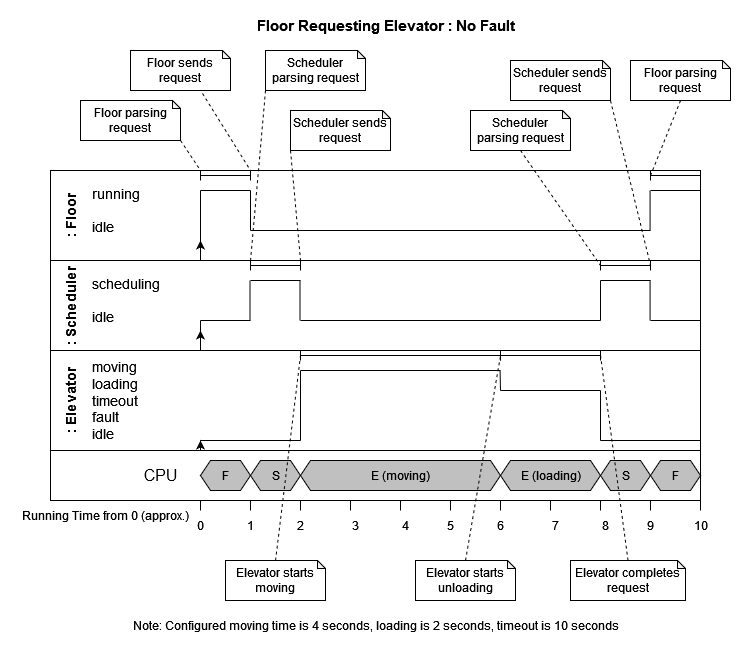 Floor Requesting Elevator : No Fault
Floor sends
request
Scheduler
parsing request
Scheduler sends
request
Floor parsing
request
Floor parsing
request
Scheduler sends
request
Scheduler
parsing request
: Floor
running
idle
: Scheduler
scheduling
idle
: Elevator
moving
loading
timeout
fault
idle
CPU
F
S
E (moving)
E (loading)
S
F
Running Time from 0 (approx.)
0 1 2 3 4 5 6 7 8 9 10
Elevator starts
moving
Elevator starts
unloading
Elevator completes
request
Note: Configured moving time is 4 seconds, loading is 2 seconds, timeout is 10 seconds